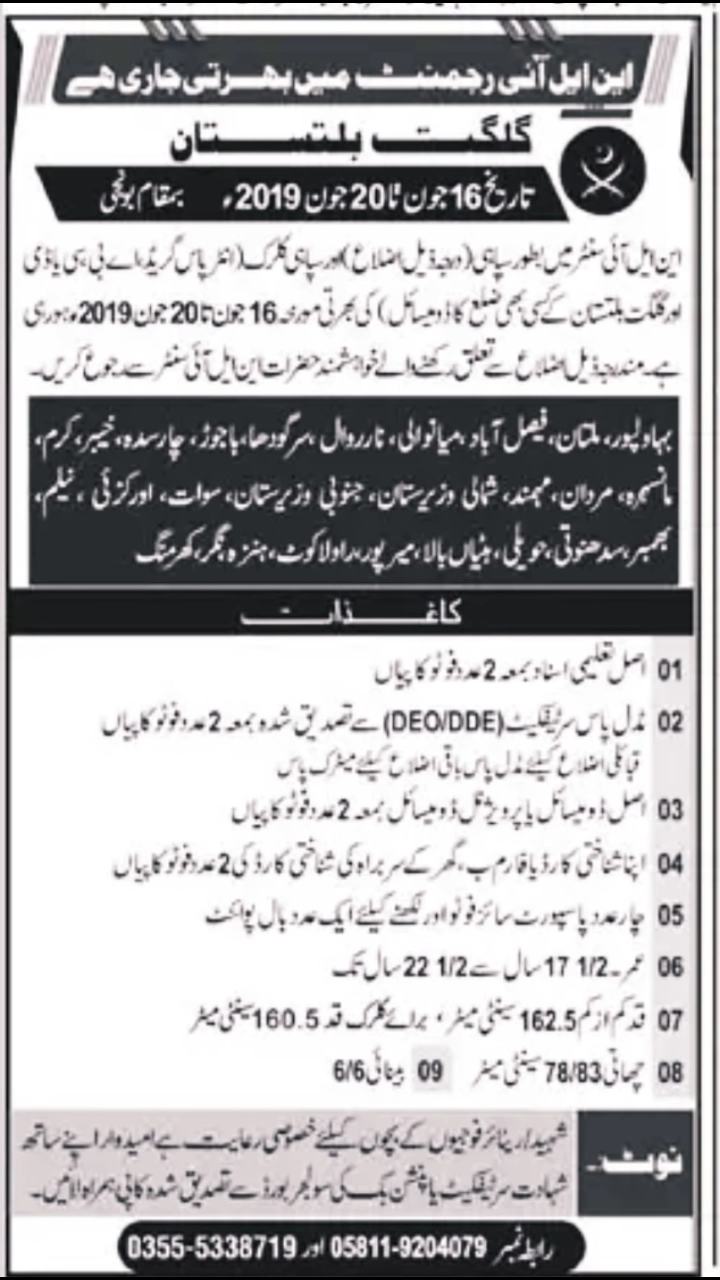 این ایل آئی رجمنٹ میں بھرتی جاری ھے
گلگت بلتستان
تاریخ 16 جون تا 20 جون 2019ء بمقام بونجی
این ایل آئی سنٹر میں بطور سپاہی (درجہ ذیل اضلاع) اور سپاہی کلرک (انٹر پاس گریڈ اے بی سی یا ڈی
اور گلگت بلتستان کے کسی بھی ضلع کا ڈومیسائل) کی بھرتی مورخہ 16 جون تا 20 جون 2019ء ہو رہی
ہے۔ مندرجہ ذیل اضلاع سے تعلق رکھنے والے خواہشمند حضرات این ایل آئی سنٹر سے رجوع کریں۔
بہاولپور، ملتان، فیصل آباد، میانوالی، نارروال، سرگودھا، باجوڑ، چارسدہ، خیبر، کرم،
مانسہرہ، مردان، مہمند، شمالی وزیرستان، جنوبی وزیرستان، سوات، اورکزئی، نیلم،
بھمبر، سدھنوتی، حویلی، ہٹیاں بالا، میرپور، راولاکوٹ، ہنزہ نگر، کھرمنگ
کاغذات
01 اصل تعلیمی اسناد بمعہ 2 عدد فوٹو کاپیاں
02 مڈل پاس سرٹیفکیٹ (DEO/DDE) سے تصدیق شدہ بمعہ 2 عدد فوٹو کاپیاں
قبائلی اضلاع کیلئے مڈل پاس باقی اضلاع کیلئے میٹرک پاس
03 اصل ڈومیسائل یا پرویژنل ڈومیسائل بمعہ 2 عدد فوٹو کاپیاں
04 اپنا شناختی کارڈ یا فارم ب، گھر کے سربراہ کی شناختی کارڈ کی 2 عدد فوٹو کاپیاں
05 چار عدد پاسپورٹ سائز فوٹو اور لکھنے کیلئے ایک عدد بال پوائنٹ
06 عمر۔ 17 1/2 سال سے 22 1/2 سال تک
07 قد کم از کم 162.5 سینٹی میٹر، برائے کلرک قد 160.5 سینٹی میٹر
08 چھاتی 78/83 سینٹی میٹر 09 بینائی 6/6
نوٹ۔ شہید/ریٹائر فوجیوں کے بچوں کیلئے خصوصی رعایت ہے امیدوار اپنے ساتھ
شہادت سرٹیفکیٹ یا پنشن بک کی سولجر بورڈ سے تصدیق شدہ کاپی ہمراہ لائیں۔
رابطہ نمبر 05811-9204079 اور 0355-5338719